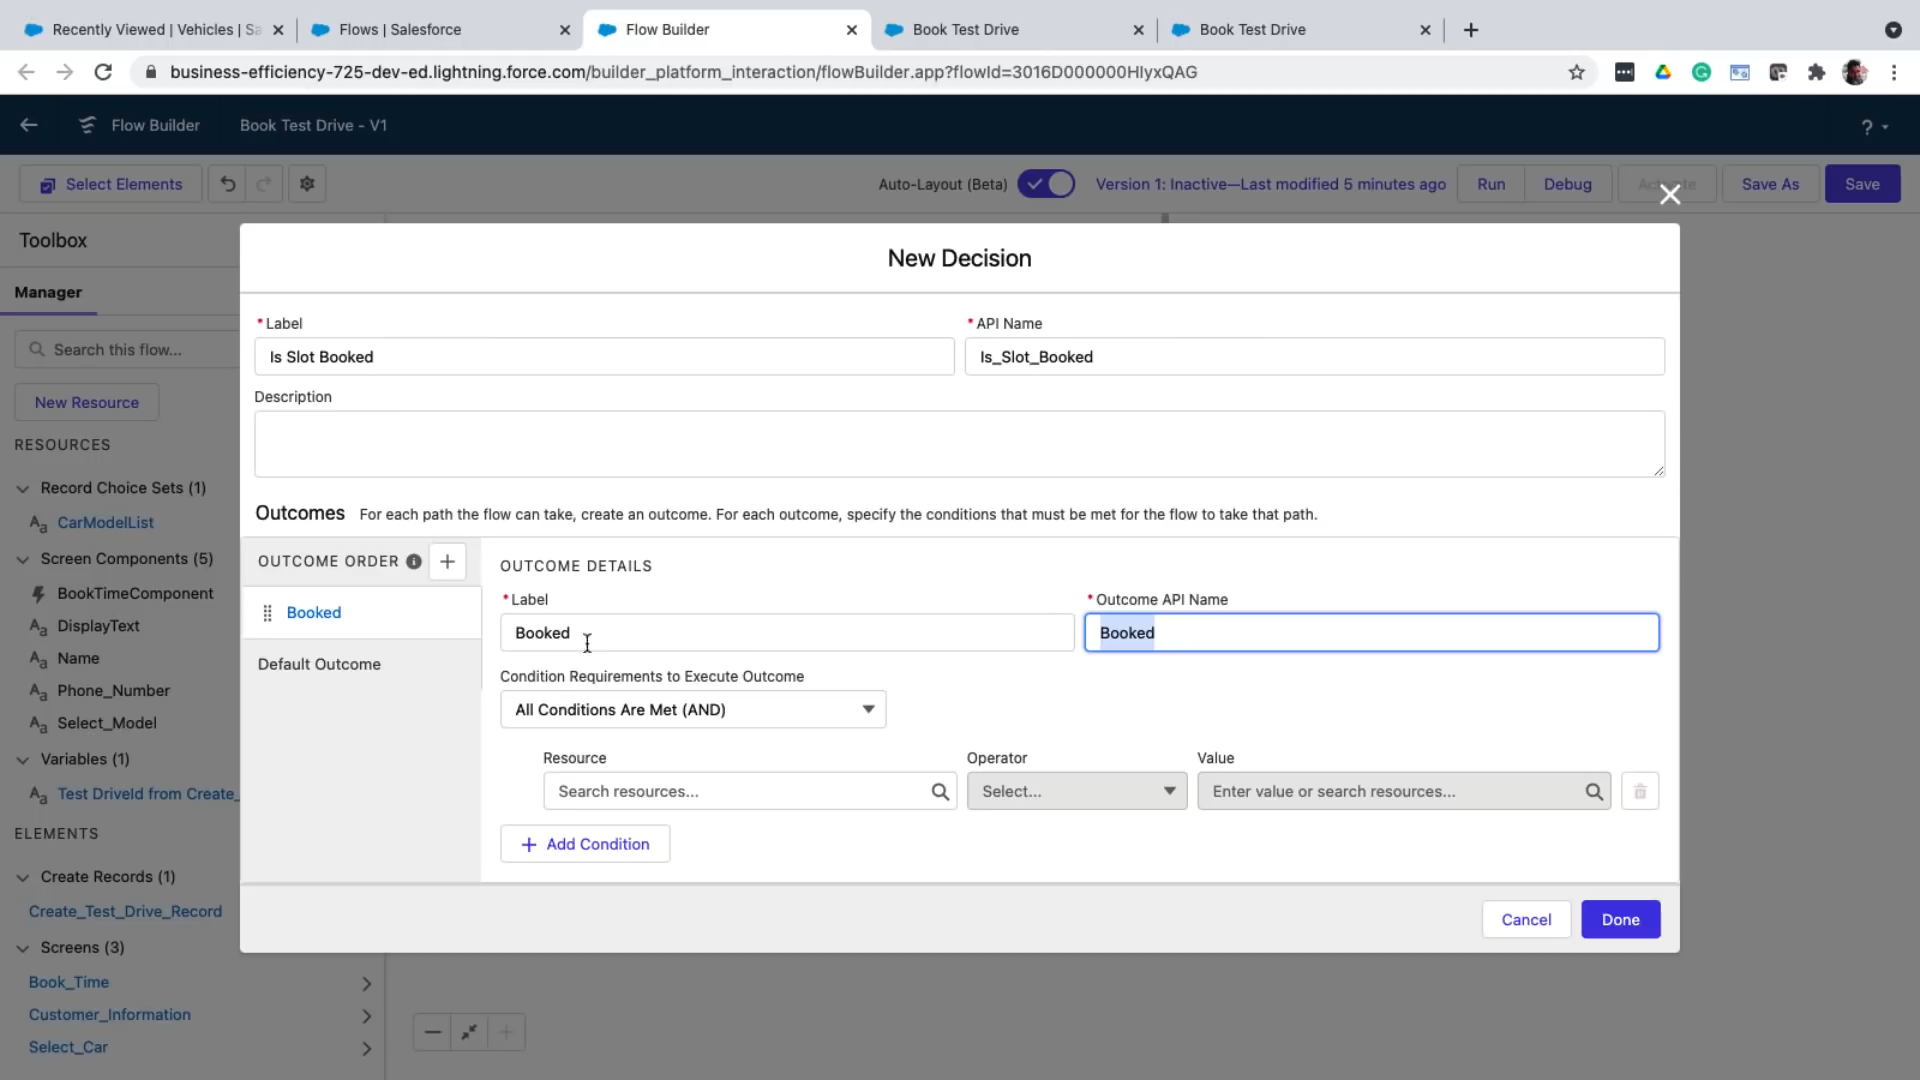 Recently Viewed | Vehicles | Sa
Flows | Salesforce
Flow Builder
Book Test Drive
Book Test Drive
business-efficiency-725-dev-ed.lightning.force.com/builder_platform_interaction/flowBuilder.app?flowId=3016D000000HIyxQAG
Flow Builder
Book Test Drive - V1
?
Select Elements
Auto-Layout (Beta)
Version 1: Inactive—Last modified 5 minutes ago
Run
Debug
Activate
Save As
Save
Toolbox
Manager
Search this flow...
New Resource
RESOURCES
Record Choice Sets (1)
CarModelList
Screen Components (5)
BookTimeComponent
DisplayText
Name
Phone_Number
Select_Model
Variables (1)
Test DriveId from Create_
ELEMENTS
Create Records (1)
Create_Test_Drive_Record
Screens (3)
Book_Time
Customer_Information
Select_Car
New Decision
* Label
* API Name
Is Slot Booked
Is_Slot_Booked
Description
Outcomes For each path the flow can take, create an outcome. For each outcome, specify the conditions that must be met for the flow to take that path.
OUTCOME ORDER
Booked
Default Outcome
OUTCOME DETAILS
* Label
* Outcome API Name
Booked
Booked
Condition Requirements to Execute Outcome
All Conditions Are Met (AND)
Resource
Operator
Value
Search resources...
Select...
Enter value or search resources...
+ Add Condition
Cancel
Done